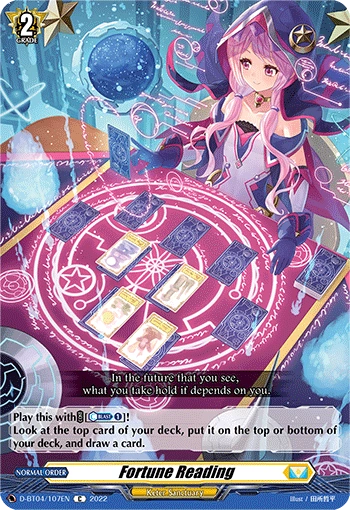 2
GRADE
In the future that you see,
what you take hold if depends on you.
Play this with [BLAST 1]!
Look at the top card of your deck, put it on the top or bottom
of your deck, and draw a card.
NORMAL ORDER
Fortune Reading
Keter Sanctuary
D-BT04/107EN C 2022
Illust / 田所哲平